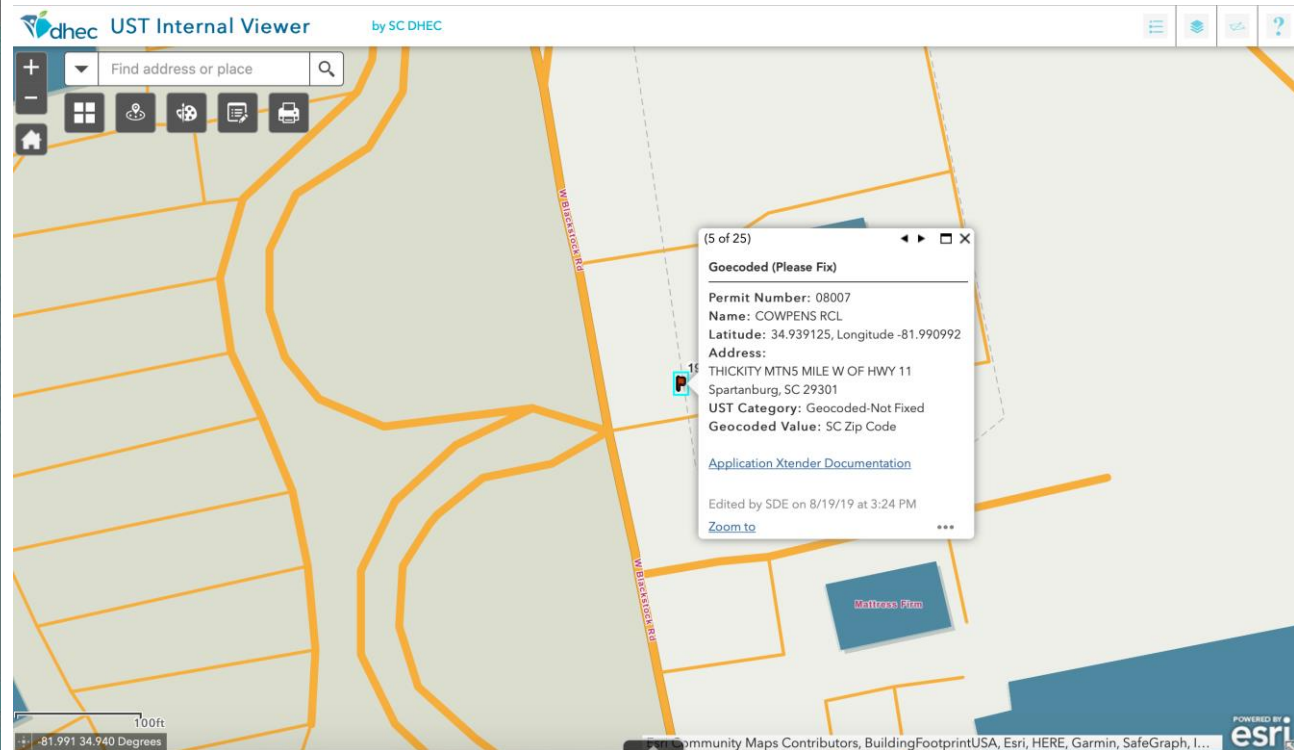 dhec UST Internal Viewer by SC DHEC
Find address or place
W Blackstock Rd
(5 of 25)
Goecoded (Please Fix)
Permit Number: 08007
Name: COWPENS RCL
Latitude: 34.939125, Longitude -81.990992
Address:
THICKITY MTN5 MILE W OF HWY 11
Spartanburg, SC 29301
UST Category: Geocoded-Not Fixed
Geocoded Value: SC Zip Code
Application Xtender Documentation
Edited by SDE on 8/19/19 at 3:24 PM
Zoom to
19
W Blackstock Rd
Mattress Firm
100ft
-81.991 34.940 Degrees
Esri Community Maps Contributors, BuildingFootprintUSA, Esri, HERE, Garmin, SafeGraph, I...
POWERED BY
esri